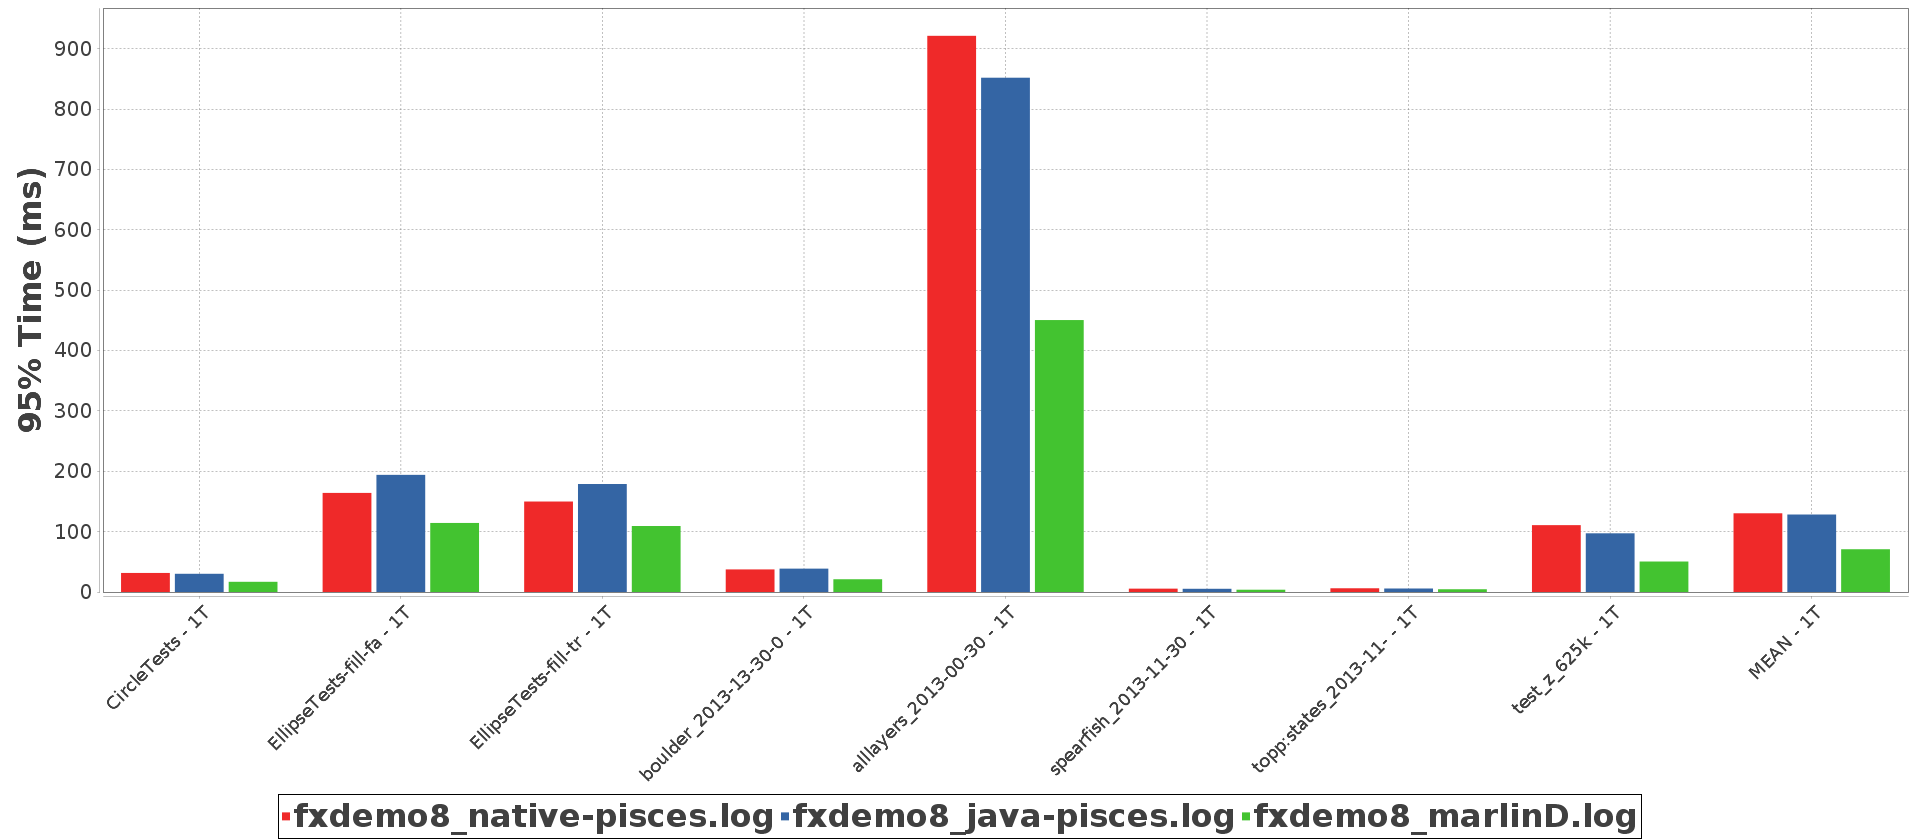 95% Time (ms)
900
800
700
600
500
400
300
200
100
0
CircleTests - 1T
EllipseTests-fill-fa - 1T
EllipseTests-fill-tr - 1T
boulder_2013-13-30-0 - 1T
alllayers_2013-00-30 - 1T
spearfish_2013-11-30 - 1T
topp:states_2013-11- - 1T
test_z_625k - 1T
MEAN - 1T
fxdemo8_native-pisces.log fxdemo8_java-pisces.log fxdemo8_marlinD.log